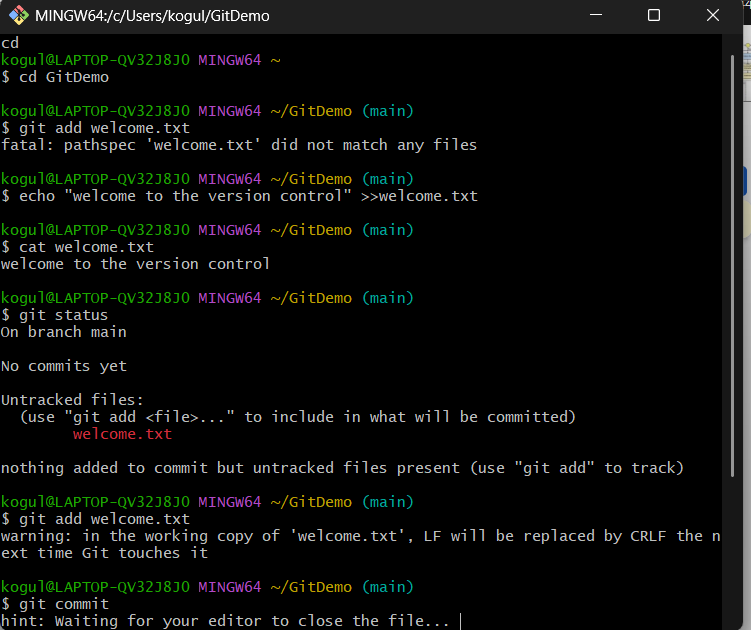 MINGW64:/c/Users/kogul/GitDemo
cd
kogul@LAPTOP-QV32J8JO MINGW64 ~
$ cd GitDemo
kogul@LAPTOP-QV32J8JO MINGW64 ~/GitDemo (main)
$ git add welcome.txt
fatal: pathspec 'welcome.txt' did not match any files
kogul@LAPTOP-QV32J8JO MINGW64 ~/GitDemo (main)
$ echo "welcome to the version control" >>welcome.txt
kogul@LAPTOP-QV32J8JO MINGW64 ~/GitDemo (main)
$ cat welcome.txt
welcome to the version control
kogul@LAPTOP-QV32J8JO MINGW64 ~/GitDemo (main)
$ git status
On branch main
No commits yet
Untracked files:
  (use "git add <file>..." to include in what will be committed)
        welcome.txt
nothing added to commit but untracked files present (use "git add" to track)
kogul@LAPTOP-QV32J8JO MINGW64 ~/GitDemo (main)
$ git add welcome.txt
warning: in the working copy of 'welcome.txt', LF will be replaced by CRLF the n
ext time Git touches it
kogul@LAPTOP-QV32J8JO MINGW64 ~/GitDemo (main)
$ git commit
hint: Waiting for your editor to close the file...